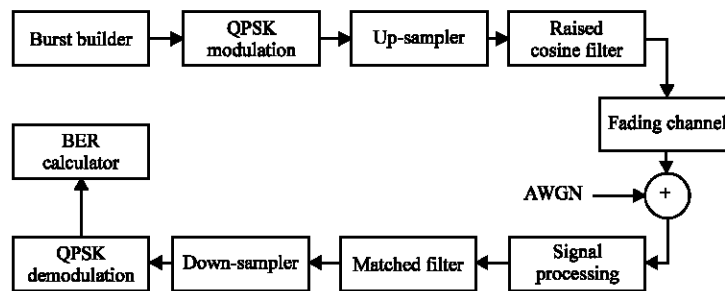 Burst builder
QPSK
modulation
Up-sampler
Raised
cosine filter
Fading channel
BER
calculator
AWGN
+
QPSK
demodulation
Down-sampler
Matched filter
Signal
processing